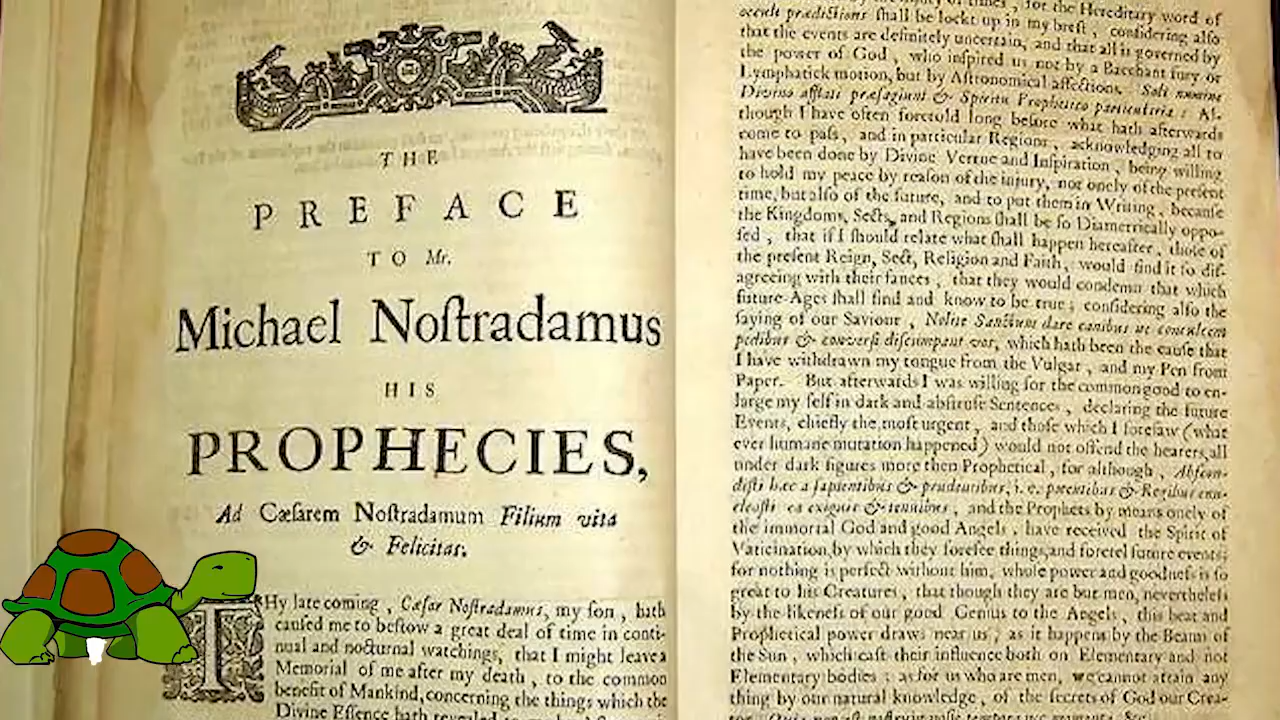 THE
PREFACE
TO Mr.
Michael Noſtradamus
HIS
PROPHECIES,
Ad Cæſarem Noſtradamum Filium vita
& Felicitas.
THy late coming, Cæſar Noſtradamus, my ſon, hath
cauſed me to beſtow a great deal of time in conti-
nual and nocturnal watchings, that I might leave a
Memorial of me after my death, to the common
benefit of Mankind, concerning the things which the
Divine Eſſence hath revealed to
for the Hereditary word of
occult prædictions ſhall be lockt up in my breſt, conſidering alſo
that the events are definitely uncertain, and that all is governed by
the power of God, who inſpired us not by a Bacchant fury or
Lymphatick motion, but by Aſtronomical affections. Soli numine
Divino afflati præſagiunt & Spiritu Prophetico particularia: Al-
though I have often foretold long before what hath afterwards
come to paſs, and in particular Regions, acknowledging all to
have been done by Divine Vertue and Inſpiration, being willing
to hold my peace by reaſon of the injury, not onely of the preſent
time, but alſo of the future, and to put them in Writing, becauſe
the Kingdoms, Sects, and Regions ſhall be ſo Diametrically oppo-
ſed, that if I ſhould relate what ſhall happen hereafter, thoſe of
the preſent Reign, Sect, Religion and Faith, would find it ſo diſ-
agreeing with their fances, that they would condemn that which
future Ages ſhall find and know to be true; conſidering alſo the
ſaying of our Saviour, Nolite Sanctum dare canibus ne conculcent
pedibus & converſi diſcumpant vos, which hath been the cauſe that
I have withdrawn my tongue from the Vulgar, and my Pen from
Paper. But afterwards I was willing for the common good to en-
large my ſelf in dark and abſtruſe Sentences, declaring the future
Events, chiefly the moſt urgent, and thoſe which I foreſaw (what
ever humane mutation happened) would not offend the hearers, all
under dark figures more then Prophetical, for although, Abſcon-
diſti hæc a ſapientibus & prudentibus, i. e. potentibus & Regibus enu-
cleaſti ea exiguis & tenuibus, and the Prophets by means onely of
the immortal God and good Angels, have received the Spirit of
Vaticination, by which they foreſee things, and foretel future events;
for nothing is perfect without him, whoſe power and goodneſs is ſo
great to his Creatures, that though they are but men, nevertheleſs
by the likeneſs of our good Genius to the Angels, this heat and
Prophetical power draws near us, as it happens by the Beams of
the Sun, which caſt their influence both on Elementary and not
Elementary bodies; as for us who are men, we cannot attain any
thing by our natural knowledge, of the ſecrets of God our Crea-